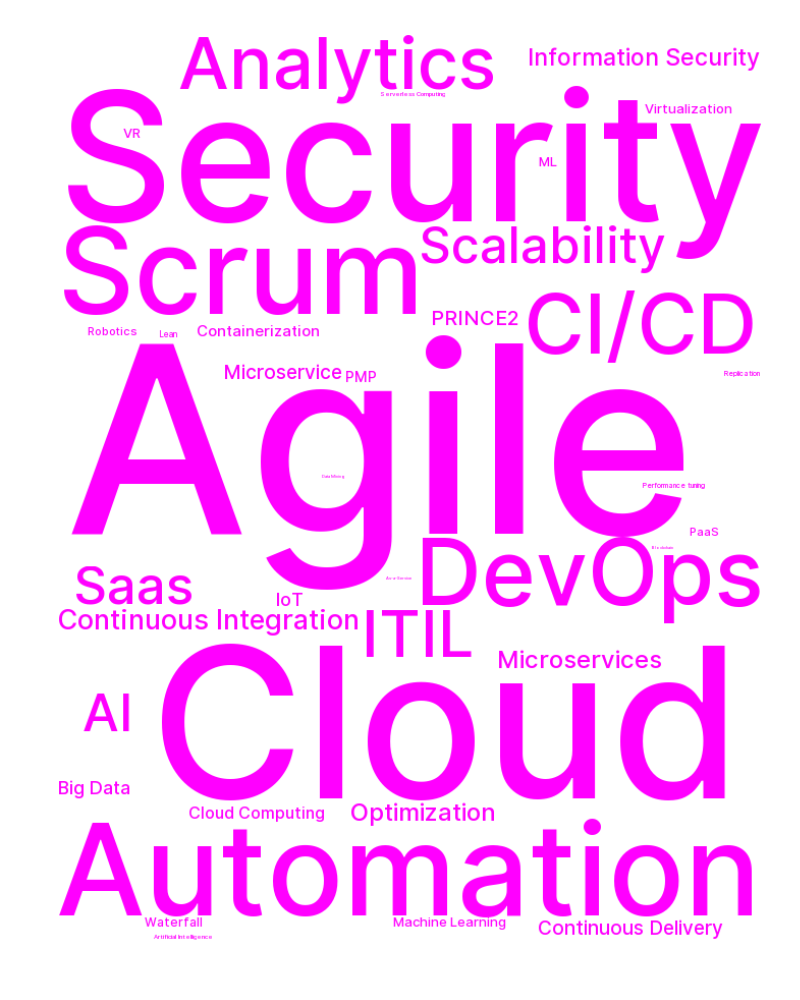 Analytics
Information Security
Serverless Computing
Security
Virtualization
VR
ML
Scrum
Scalability
PRINCE2
CI/CD
Robotics
Lean
Containerization
Agile
Microservice
PMP
Replication
Data Mining
Performance tuning
PaaS
DevOps
Saas
IoT
Continuous Integration
ITIL
Microservices
Cloud
AI
Big Data
Cloud Computing
Optimization
Automation
Waterfall
Machine Learning
Continuous Delivery
Artificial Intelligence